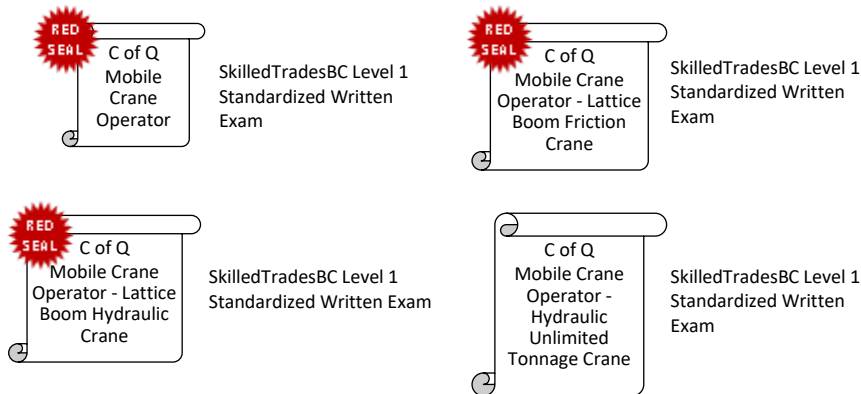 RED
SEAL
C of Q
Mobile
Crane
Operator
SkilledTradesBC Level 1
Standardized Written
Exam
RED
SEAL
C of Q
Mobile Crane
Operator - Lattice
Boom Friction
Crane
SkilledTradesBC Level 1
Standardized Written
Exam
RED
SEAL
C of Q
Mobile Crane
Operator - Lattice
Boom Hydraulic
Crane
SkilledTradesBC Level 1
Standardized Written Exam
C of Q
Mobile Crane
Operator -
Hydraulic
Unlimited
Tonnage Crane
SkilledTradesBC Level 1
Standardized Written
Exam